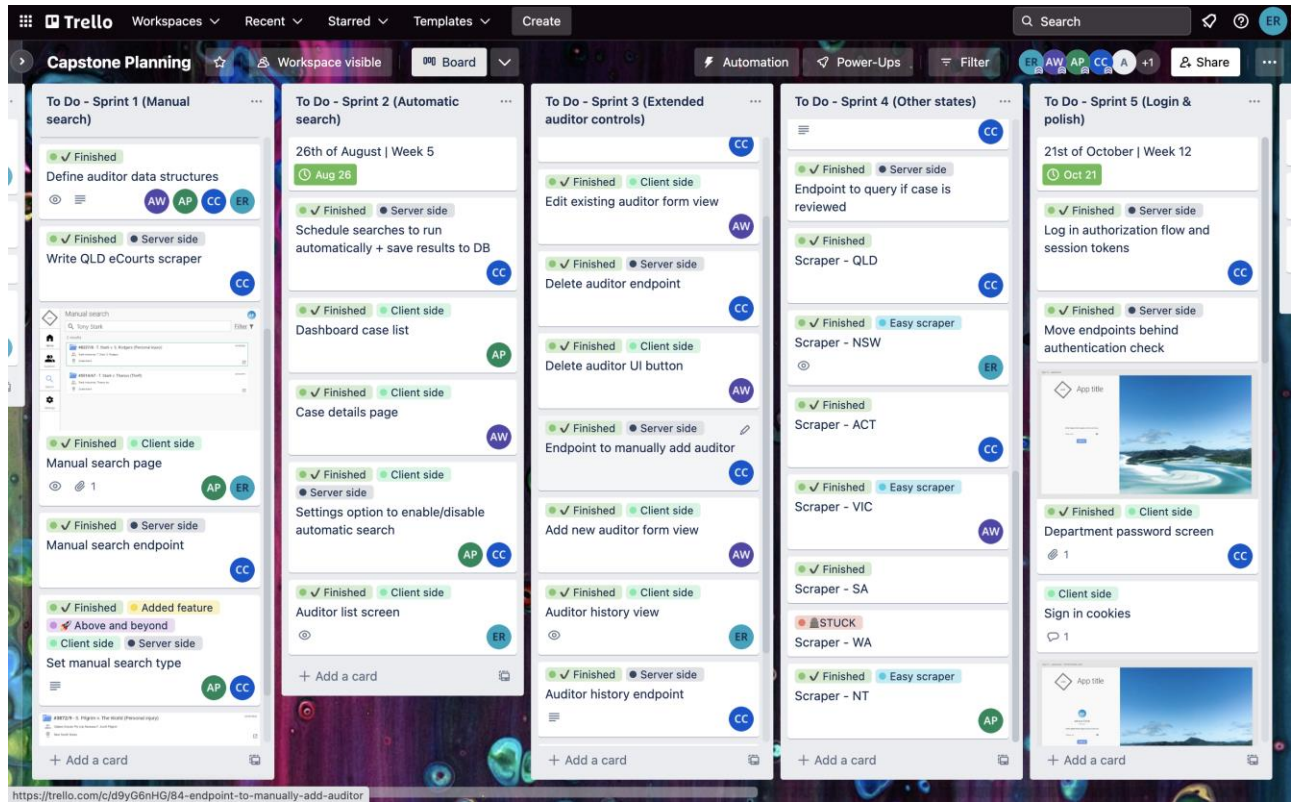 Trello
Workspaces
Recent
Starred
Templates
Create
Search
ER
Capstone Planning
Workspace visible
Board
Automation
Power-Ups
Filter
ER AW AP CC A +1
Share
To Do - Sprint 1 (Manual
search)
✓ Finished
Define auditor data structures
AW AP CC ER
✓ Finished Server side
Write QLD eCourts scraper
CC
Manual search
Tony Stark
Filter
✓ Finished Client side
Manual search page
1 AP ER
✓ Finished Server side
Manual search endpoint
CC
✓ Finished Added feature
🚀 Above and beyond
Client side Server side
Set manual search type
AP CC
+ Add a card
To Do - Sprint 2 (Automatic
search)
26th of August | Week 5
Aug 26
✓ Finished Server side
Schedule searches to run
automatically + save results to DB
CC
✓ Finished Client side
Dashboard case list
AP
✓ Finished Client side
Case details page
AW
✓ Finished Client side
Server side
Settings option to enable/disable
automatic search
AP CC
✓ Finished Client side
Auditor list screen
ER
+ Add a card
To Do - Sprint 3 (Extended
auditor controls)
CC
✓ Finished Client side
Edit existing auditor form view
AW
✓ Finished Server side
Delete auditor endpoint
CC
✓ Finished Client side
Delete auditor UI button
AW
✓ Finished Server side
Endpoint to manually add auditor
CC
✓ Finished Client side
Add new auditor form view
AW
✓ Finished Client side
Auditor history view
ER
✓ Finished Server side
Auditor history endpoint
CC
+ Add a card
To Do - Sprint 4 (Other states)
CC
✓ Finished Server side
Endpoint to query if case is
reviewed
✓ Finished
Scraper - QLD
CC
✓ Finished Easy scraper
Scraper - NSW
ER
✓ Finished
Scraper - ACT
CC
✓ Finished Easy scraper
Scraper - VIC
AW
✓ Finished
Scraper - SA
STUCK
Scraper - WA
✓ Finished Easy scraper
Scraper - NT
AP
+ Add a card
To Do - Sprint 5 (Login &
polish)
21st of October | Week 12
Oct 21
✓ Finished Server side
Log in authorization flow and
session tokens
CC
✓ Finished Server side
Move endpoints behind
authentication check
App title
✓ Finished Client side
Department password screen
1 CC
Client side
Sign in cookies
1
App title
+ Add a card
https://trello.com/c/d9yG6nHG/84-endpoint-to-manually-add-auditor